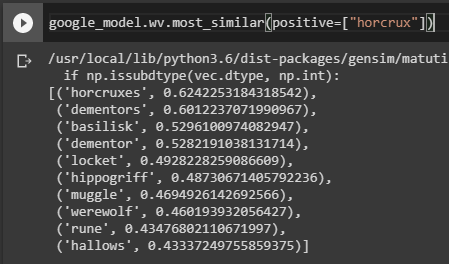 google_model.wv.most_similar(positive=["horcrux"])
/usr/local/lib/python3.6/dist-packages/gensim/matuti
if np.issubdtype(vec.dtype, np.int):
[('horcruxes', 0.6242253184318542),
('dementors', 0.6012237071990967),
('basilisk', 0.5296100974082947),
('dementor', 0.5282191038131714),
('locket', 0.4928228259086609),
('hippogriff', 0.48730671405792236),
('muggle', 0.4694926142692566),
('werewolf', 0.460193932056427),
('rune', 0.43476802110671997),
('hallows', 0.43337249755859375)]